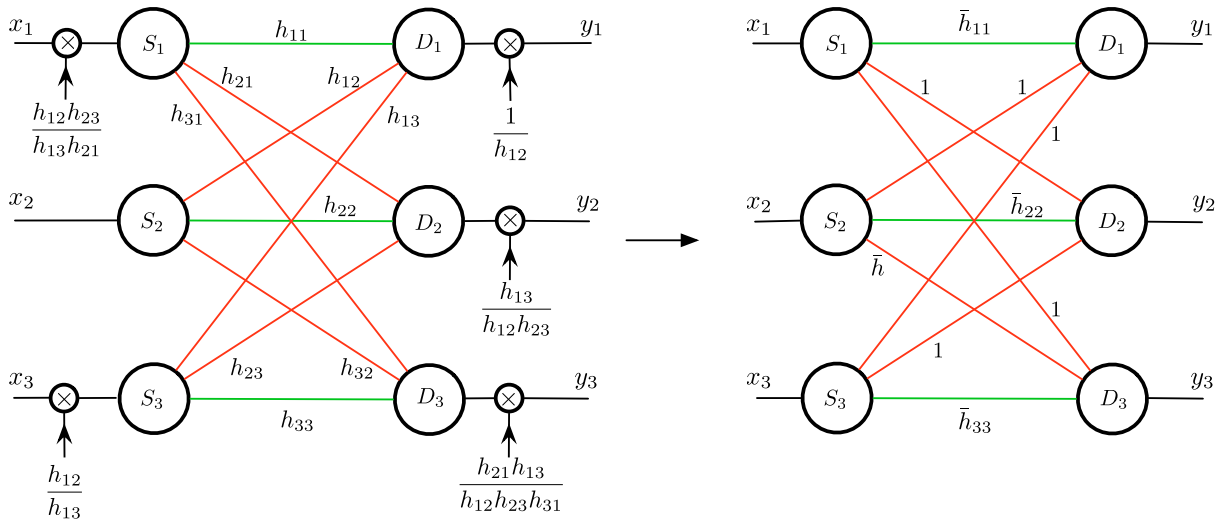 x₁ × S₁ h₁₁ D₁ × y₁
h₂₁ h₁₂
h₃₁ h₁₃
h₁₂h₂₃ / h₁₃h₂₁
1 / h₁₂
x₂ S₂ h₂₂ D₂ × y₂
h₁₃ / h₁₂h₂₃
h₂₃ h₃₂
x₃ × S₃ h₃₃ D₃ × y₃
h₁₂ / h₁₃
h₂₁h₁₃ / h₁₂h₂₃h₃₁
x₁ S₁ h̄₁₁ D₁ y₁
1 1
1
x₂ S₂ h̄₂₂ D₂ y₂
h̄
1
1
x₃ S₃ h̄₃₃ D₃ y₃